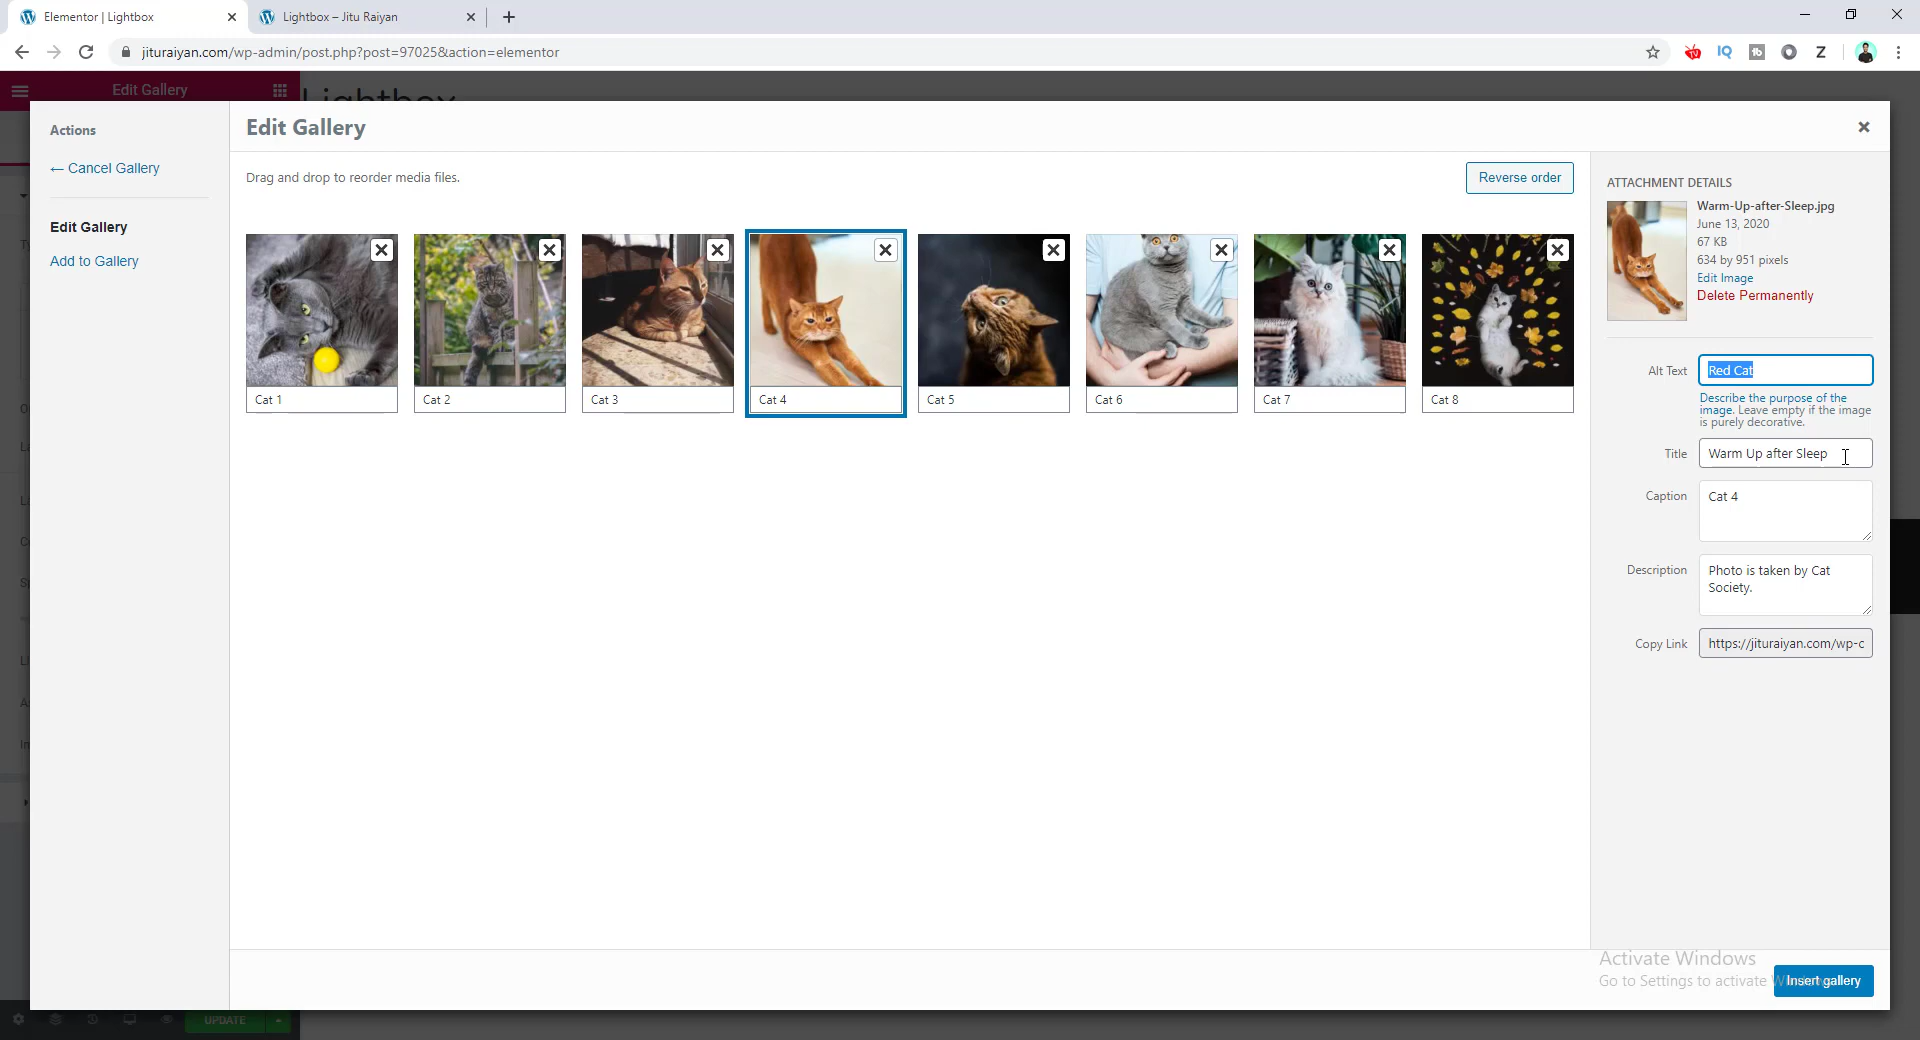 Elementor | Lightbox
Lightbox – Jitu Raiyan
jituraiyan.com/wp-admin/post.php?post=97025&action=elementor
Edit Gallery
Lightbox
Actions
← Cancel Gallery
Edit Gallery
Add to Gallery
Edit Gallery
Drag and drop to reorder media files.
Reverse order
Cat 1
Cat 2
Cat 3
Cat 4
Cat 5
Cat 6
Cat 7
Cat 8
ATTACHMENT DETAILS
Warm-Up-after-Sleep.jpg
June 13, 2020
67 KB
634 by 951 pixels
Edit Image
Delete Permanently
Alt Text
Red Cat
Describe the purpose of the
image. Leave empty if the image
is purely decorative.
Title
Warm Up after Sleep
Caption
Cat 4
Description
Photo is taken by Cat
Society.
Copy Link
https://jituraiyan.com/wp-c
Activate Windows
Go to Settings to activate
Insert gallery
UPDATE